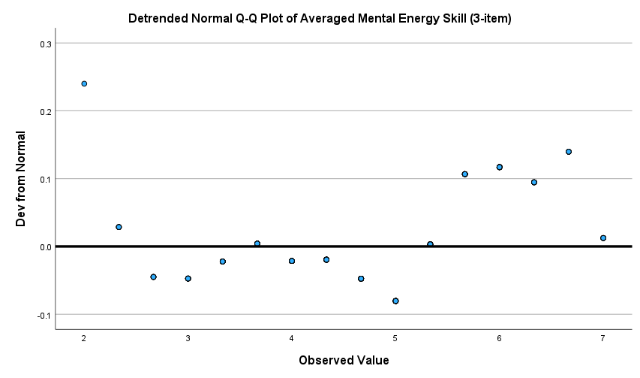 Detrended Normal Q-Q Plot of Averaged Mental Energy Skill (3-item)
0.3
0.2
0.1
0.0
-0.1
Dev from Normal
2 3 4 5 6 7
Observed Value